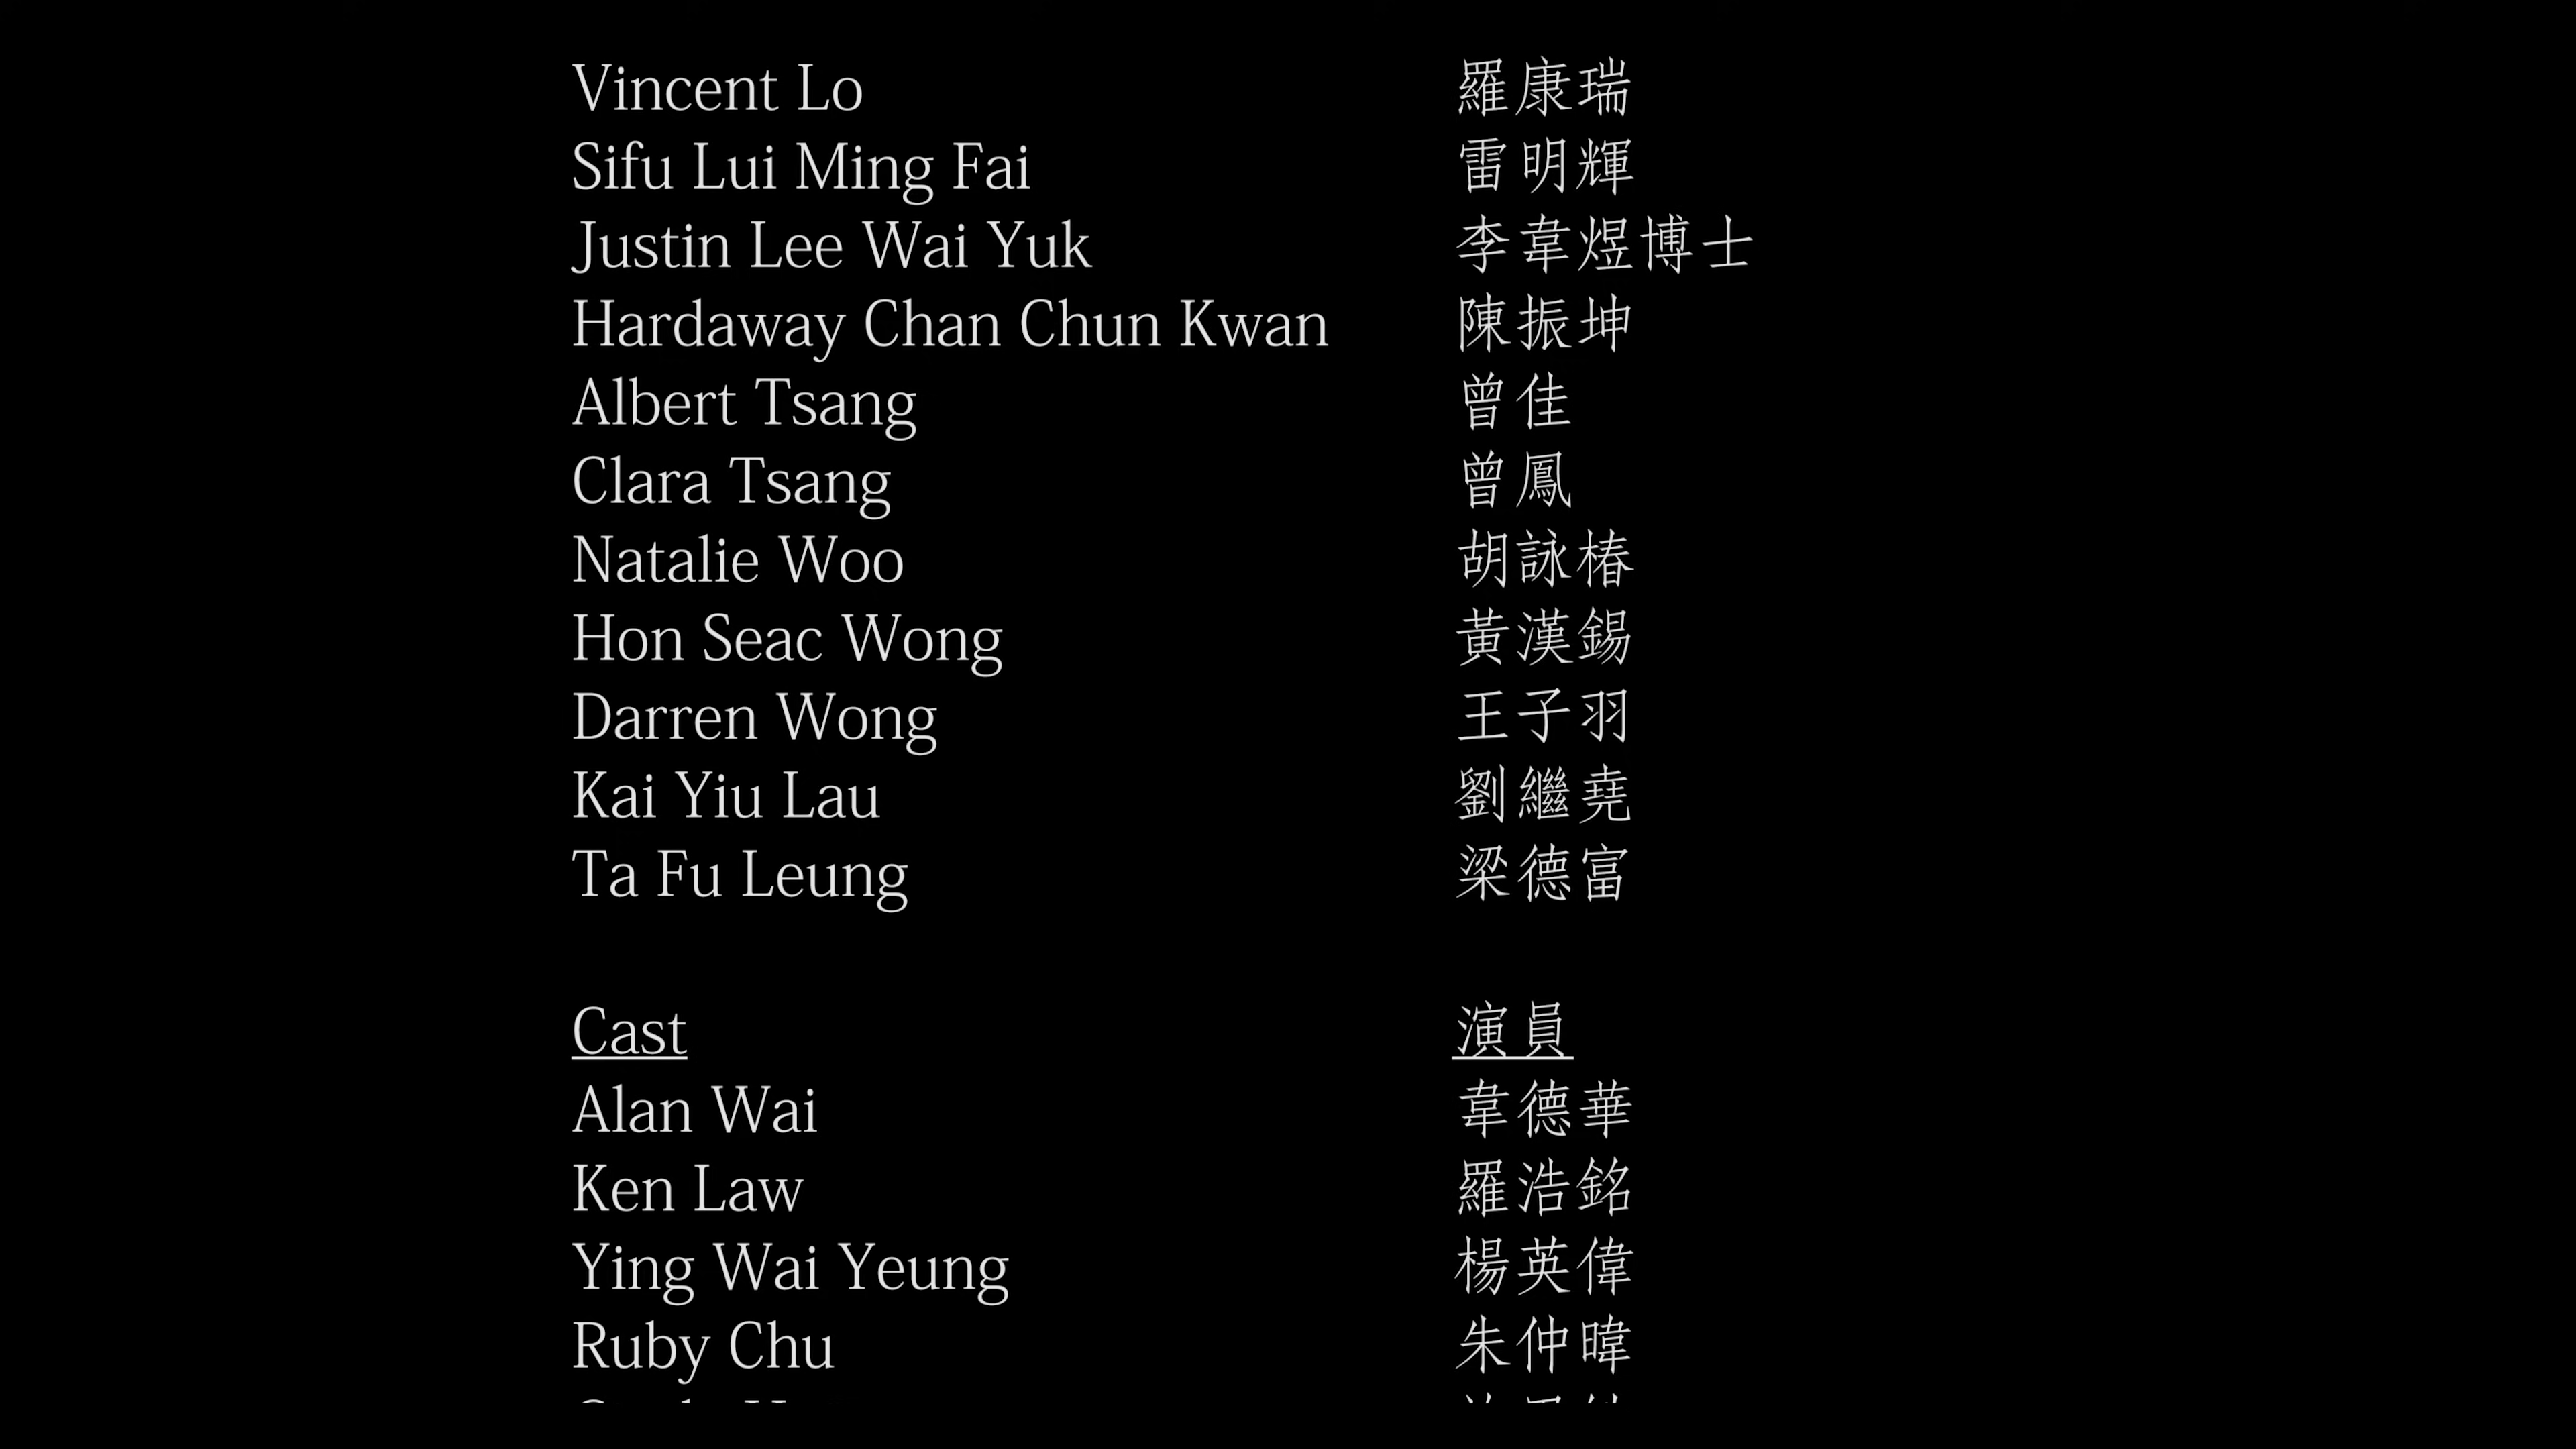 Vincent Lo 羅康瑞
Sifu Lui Ming Fai 雷明輝
Justin Lee Wai Yuk 李韋煜博士
Hardaway Chan Chun Kwan 陳振坤
Albert Tsang 曾佳
Clara Tsang 曾鳳
Natalie Woo 胡詠椿
Hon Seac Wong 黃漢錫
Darren Wong 王子羽
Kai Yiu Lau 劉繼堯
Ta Fu Leung 梁德富
Cast 演員
Alan Wai 韋德華
Ken Law 羅浩銘
Ying Wai Yeung 楊英偉
Ruby Chu 朱仲暐